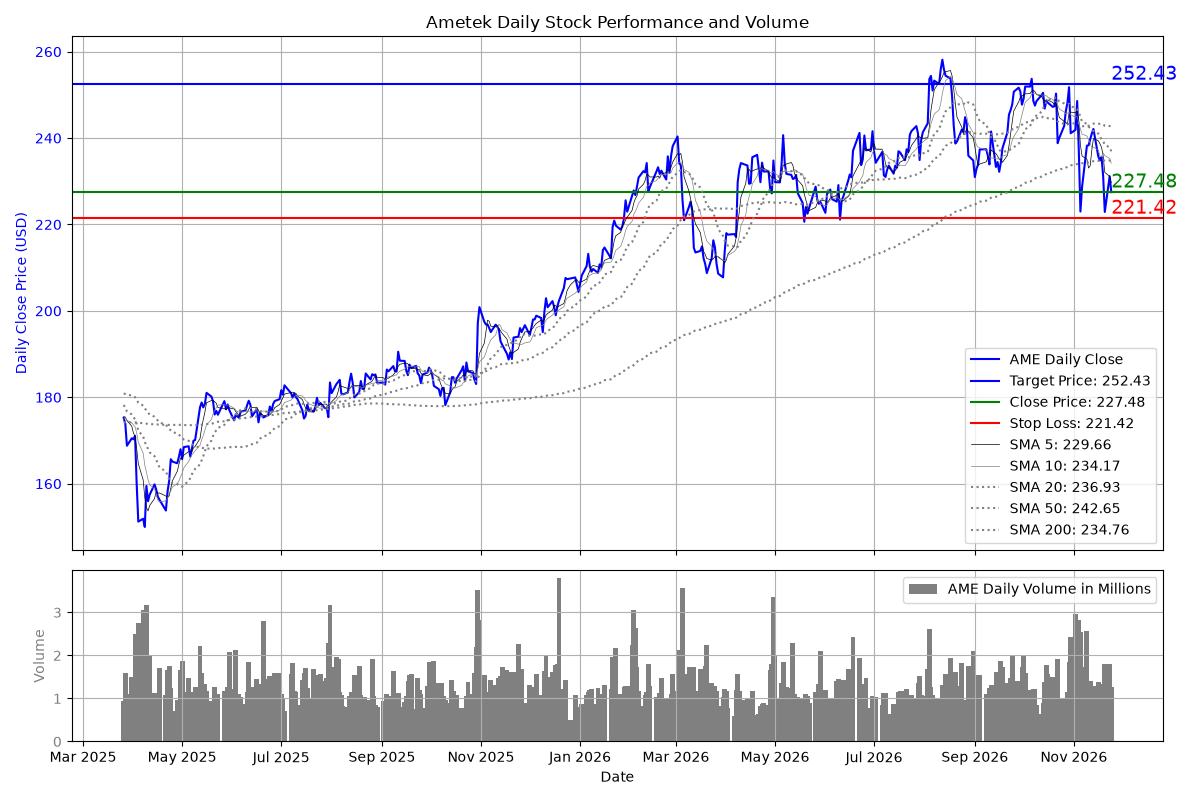 Ametek Daily Stock Performance and Volume
260
240
220
200
180
160
Daily Close Price (USD)
252.43
227.48
221.42
AME Daily Close
Target Price: 252.43
Close Price: 227.48
Stop Loss: 221.42
SMA 5: 229.66
SMA 10: 234.17
SMA 20: 236.93
SMA 50: 242.65
SMA 200: 234.76
AME Daily Volume in Millions
3
2
1
0
Volume
Mar 2025 May 2025 Jul 2025 Sep 2025 Nov 2025 Jan 2026 Mar 2026 May 2026 Jul 2026 Sep 2026 Nov 2026
Date